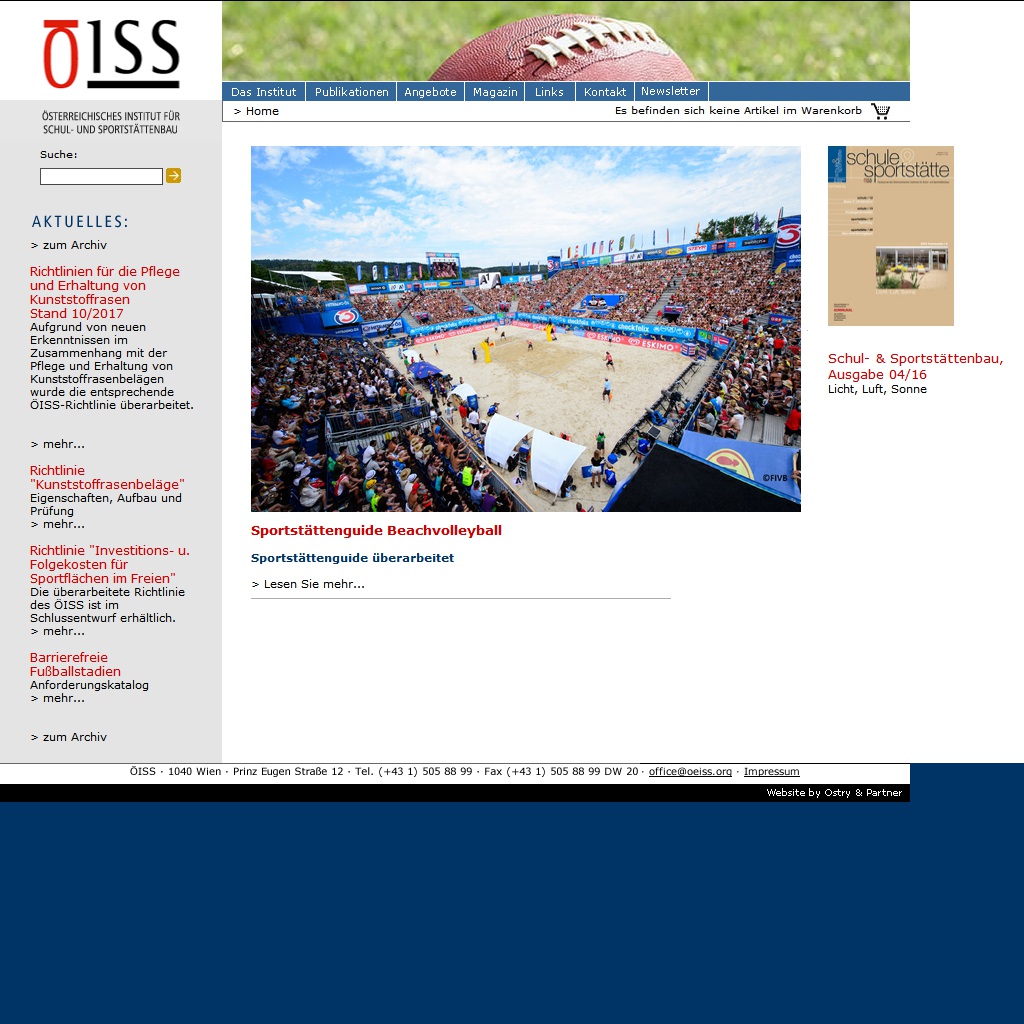 ÖISS
ÖSTERREICHISCHES INSTITUT FÜR
SCHUL- UND SPORTSTÄTTENBAU
Das Institut
Publikationen
Angebote
Magazin
Links
Kontakt
Newsletter
> Home
Es befinden sich keine Artikel im Warenkorb
Suche:
AKTUELLES:
> zum Archiv
Richtlinien für die Pflege
und Erhaltung von
Kunststoffrasen
Stand 10/2017
Aufgrund von neuen
Erkenntnissen im
Zusammenhang mit der
Pflege und Erhaltung von
Kunststoffrasenbelägen
wurde die entsprechende
ÖISS-Richtlinie überarbeitet.
> mehr...
Richtlinie
"Kunststoffrasenbeläge"
Eigenschaften, Aufbau und
Prüfung
> mehr...
Richtlinie "Investitions- u.
Folgekosten für
Sportflächen im Freien"
Die überarbeitete Richtlinie
des ÖISS ist im
Schlussentwurf erhältlich.
> mehr...
Barrierefreie
Fußballstadien
Anforderungskatalog
> mehr...
> zum Archiv
A1
3
3
checkfelix
ESKIMO
ESKIMO
checkfelix
©FIVB
Sportstättenguide Beachvolleyball
Sportstättenguide überarbeitet
> Lesen Sie mehr...
schule &
sportstätte
Schul- & Sportstättenbau,
Ausgabe 04/16
Licht, Luft, Sonne
ÖISS · 1040 Wien · Prinz Eugen Straße 12 · Tel. (+43 1) 505 88 99 · Fax (+43 1) 505 88 99 DW 20 · office@oeiss.org · Impressum
Website by Ostry & Partner